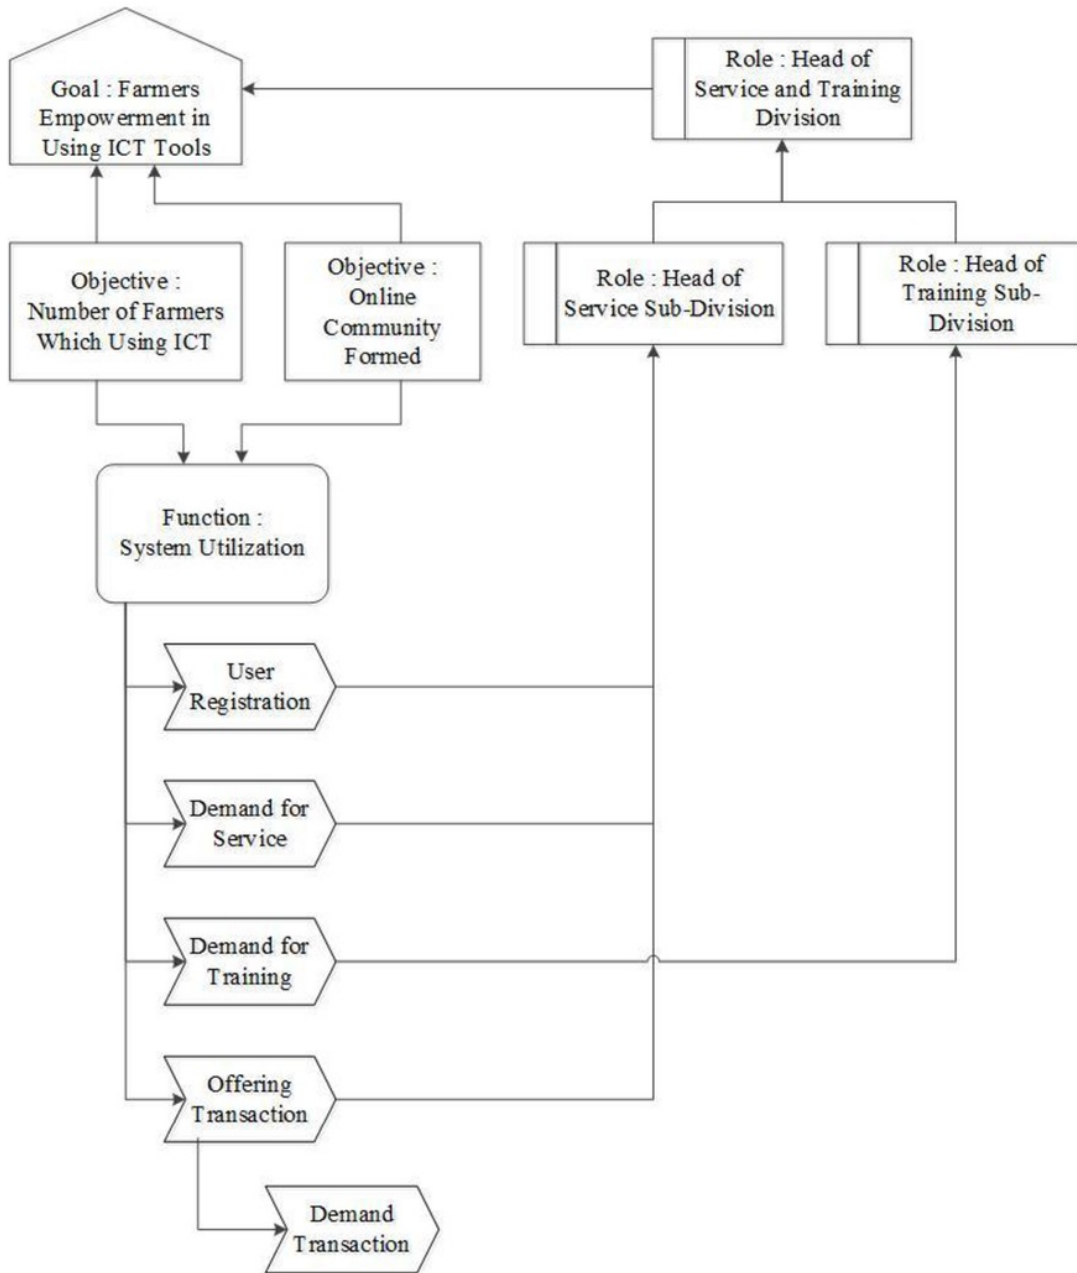 Goal : Farmers
Empowerment in
Using ICT Tools
Role : Head of
Service and Training
Division
Objective :
Number of Farmers
Which Using ICT
Objective :
Online
Community
Formed
Role : Head of
Service Sub-Division
Role : Head of
Training Sub-
Division
Function :
System Utilization
User
Registration
Demand for
Service
Demand for
Training
Offering
Transaction
Demand
Transaction